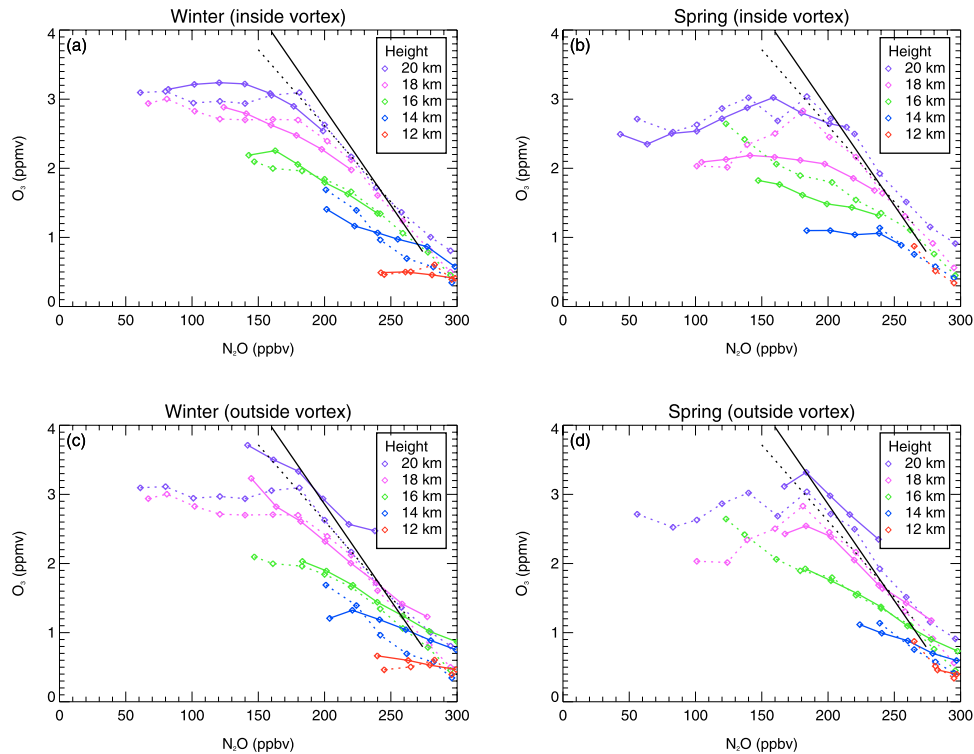 Winter (inside vortex)
(a)
Height
20 km
18 km
16 km
14 km
12 km
4
3
2
1
0
O₃ (ppmv)
0 50 100 150 200 250 300
N₂O (ppbv)
Spring (inside vortex)
(b)
Height
20 km
18 km
16 km
14 km
12 km
4
3
2
1
0
O₃ (ppmv)
0 50 100 150 200 250 300
N₂O (ppbv)
Winter (outside vortex)
(c)
Height
20 km
18 km
16 km
14 km
12 km
4
3
2
1
0
O₃ (ppmv)
0 50 100 150 200 250 300
N₂O (ppbv)
Spring (outside vortex)
(d)
Height
20 km
18 km
16 km
14 km
12 km
4
3
2
1
0
O₃ (ppmv)
0 50 100 150 200 250 300
N₂O (ppbv)